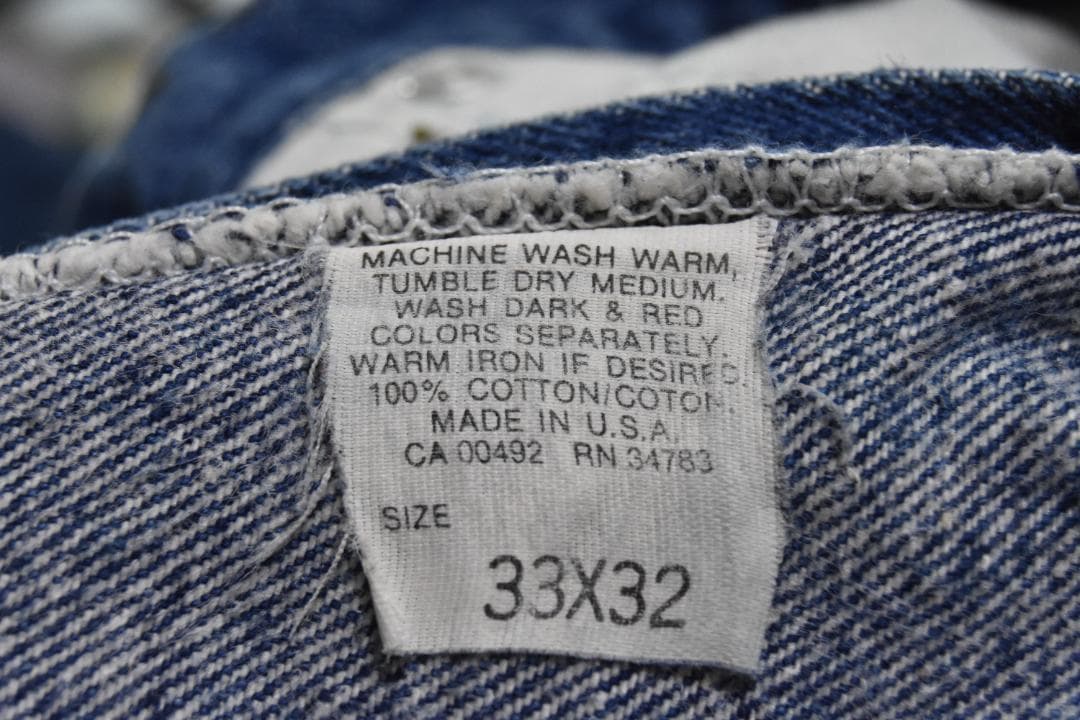 MACHINE WASH WARM,
TUMBLE DRY MEDIUM.
WASH DARK & RED
COLORS SEPARATELY.
WARM IRON IF DESIRED.
100% COTTON/COTON.
MADE IN U.S.A.
CA 00492 RN 34783
SIZE
33X32